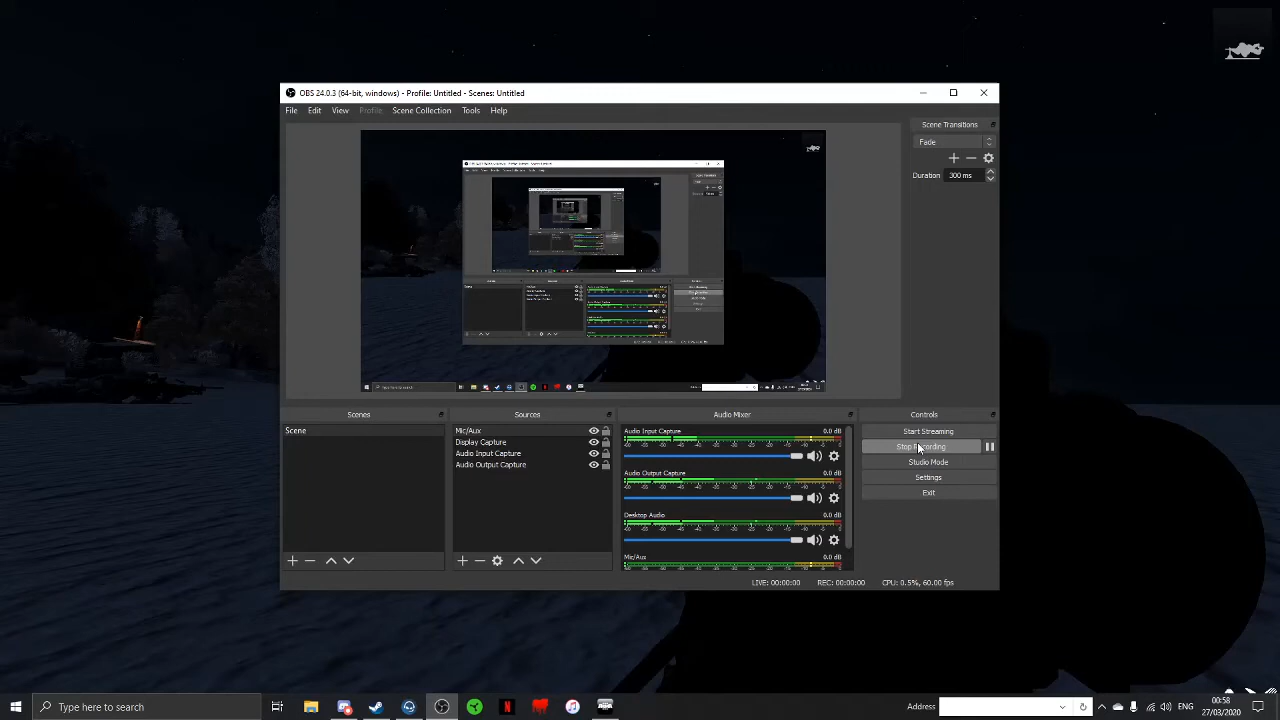 OBS 24.0.3 (64-bit, windows) - Profile: Untitled - Scenes: Untitled
File Edit View Profile Scene Collection Tools Help
Scene Transitions
Fade
Duration 300 ms
Scenes
Scene
Sources
Mic/Aux
Display Capture
Audio Input Capture
Audio Output Capture
Audio Mixer
Audio Input Capture 0.0 dB
Audio Output Capture 0.0 dB
Desktop Audio 0.0 dB
Mic/Aux 0.0 dB
Controls
Start Streaming
Stop Recording
Studio Mode
Settings
Exit
LIVE: 00:00:00 REC: 00:00:00 CPU: 0.5%, 60.00 fps
Type here to search
Address
ENG
00:58
27/03/2020